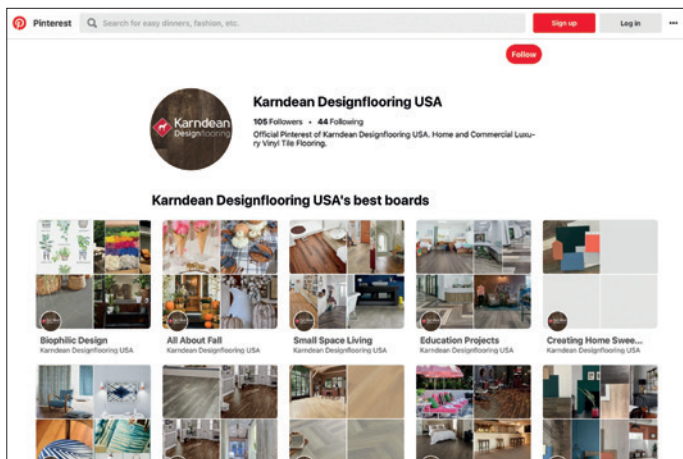 Pinterest
Search for easy dinners, fashion, etc.
Sign up
Log in
Follow
Karndean
Designflooring
Karndean Designflooring USA
105 Followers • 44 Following
Official Pinterest of Karndean Designflooring USA. Home and Commercial Luxu-
ry Vinyl Tile Flooring.
Karndean Designflooring USA's best boards
Biophilic Design
Karndean Designflooring USA
All About Fall
Karndean Designflooring USA
Small Space Living
Karndean Designflooring USA
Education Projects
Karndean Designflooring USA
Creating Home Swee...
Karndean Designflooring USA